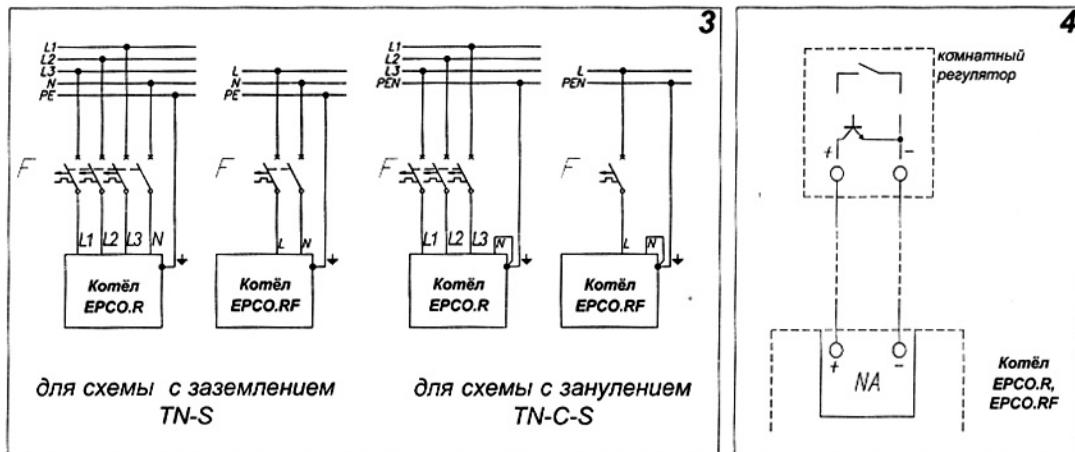 3
L1
L2
L3
N
PE
L
N
PE
F
F
L1 L2 L3 N
L N
Котёл
EPCO.R
Котёл
EPCO.RF
для схемы с заземлением
TN-S
L1
L2
L3
PEN
L
PEN
F
F
L1 L2 L3 N
L N
Котёл
EPCO.R
Котёл
EPCO.RF
для схемы с занулением
TN-C-S
4
комнатный
регулятор
+ -
+ -
NA
Котёл
EPCO.R,
EPCO.RF